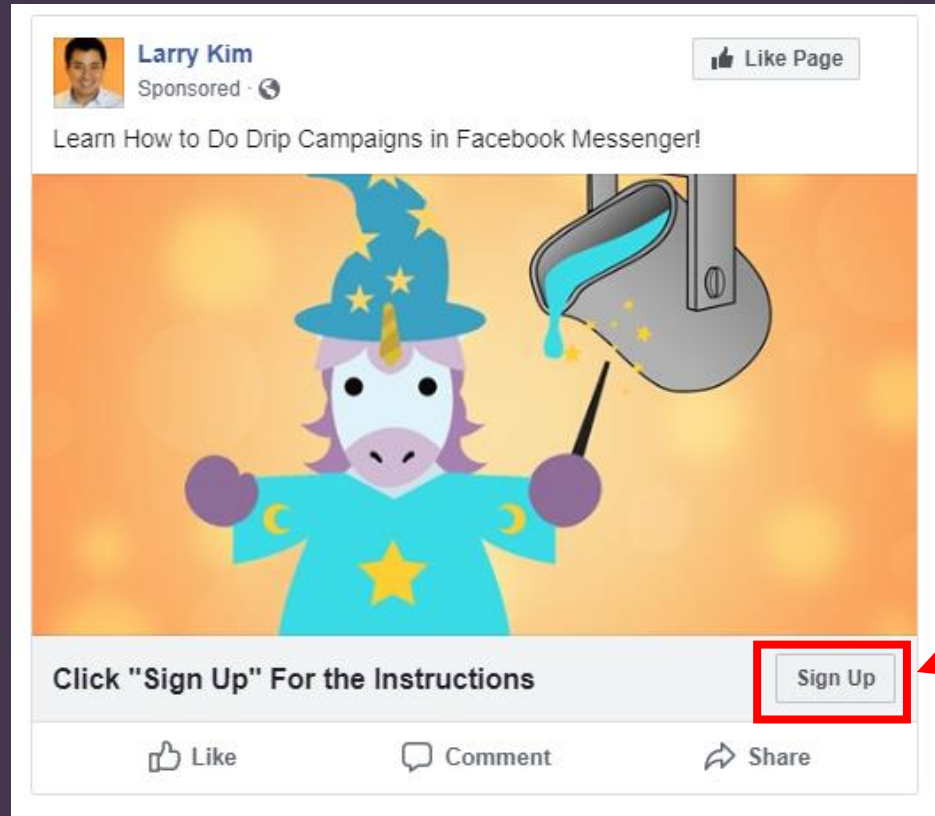 Larry Kim
Like Page
Sponsored ·
Learn How to Do Drip Campaigns in Facebook Messenger!
Click "Sign Up" For the Instructions
Sign Up
Like
Comment
Share